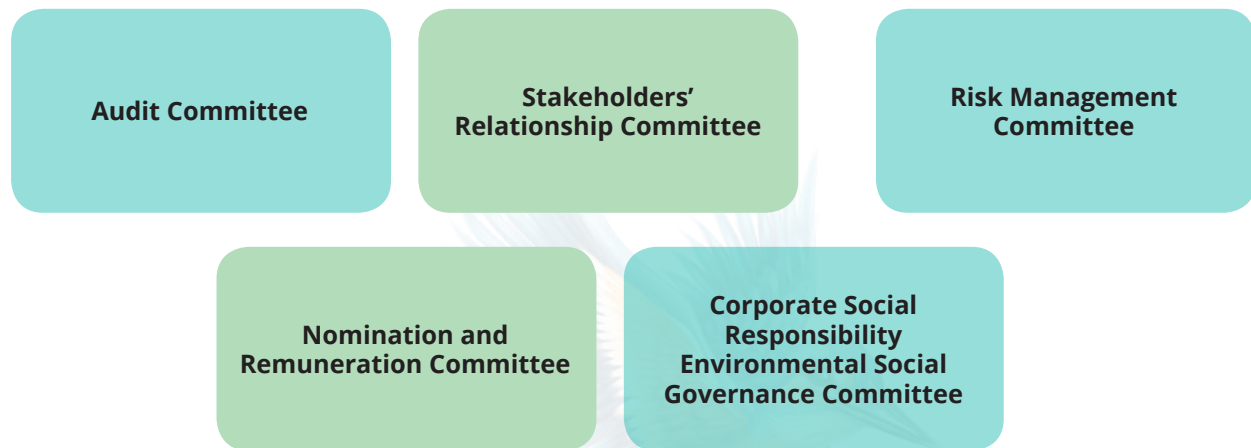 Audit Committee
Stakeholders’
Relationship Committee
Risk Management
Committee
Nomination and
Remuneration Committee
Corporate Social
Responsibility
Environmental Social
Governance Committee